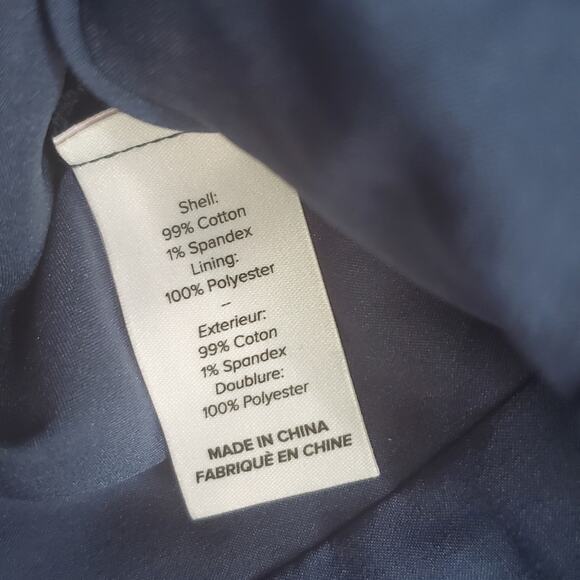 Shell:
99% Cotton
1% Spandex
Lining:
100% Polyester
–
Exterieur:
99% Coton
1% Spandex
Doublure:
100% Polyester
MADE IN CHINA
FABRIQUÈ EN CHINE